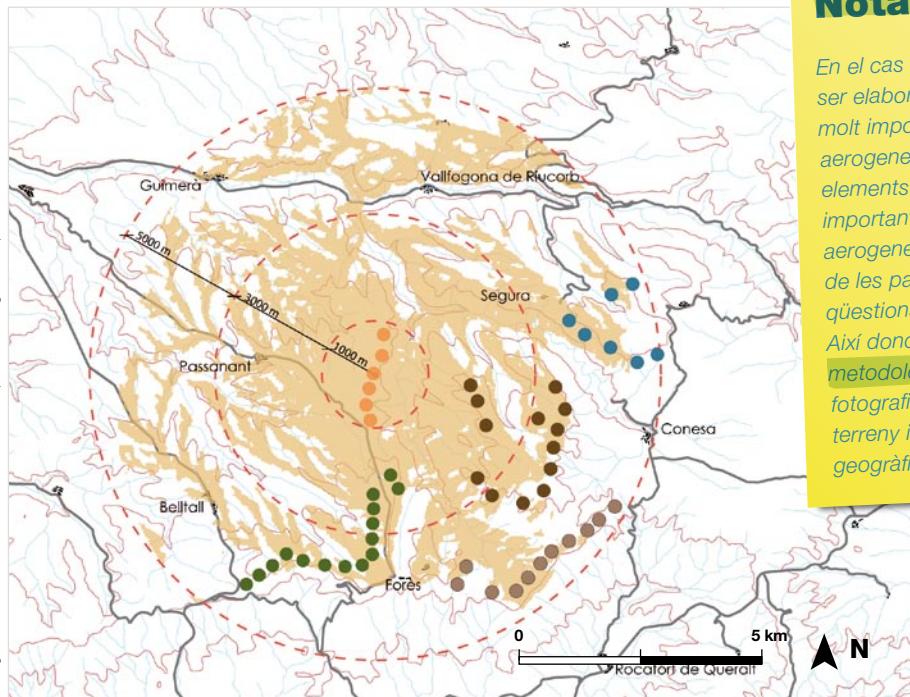 Guimerà
Vallfogona de Riucorb
5000 m
3000 m
1000 m
Segura
Passanant
Conesa
Belltall
Forès
0 5 km
Rocafort de Queralt
N
Nota
En el cas
ser elabor
molt impo
aerogene
elements
important
aerogene
de les pa
qüestion
Així donc
metodolo
fotografi
terreny i
geogràfi